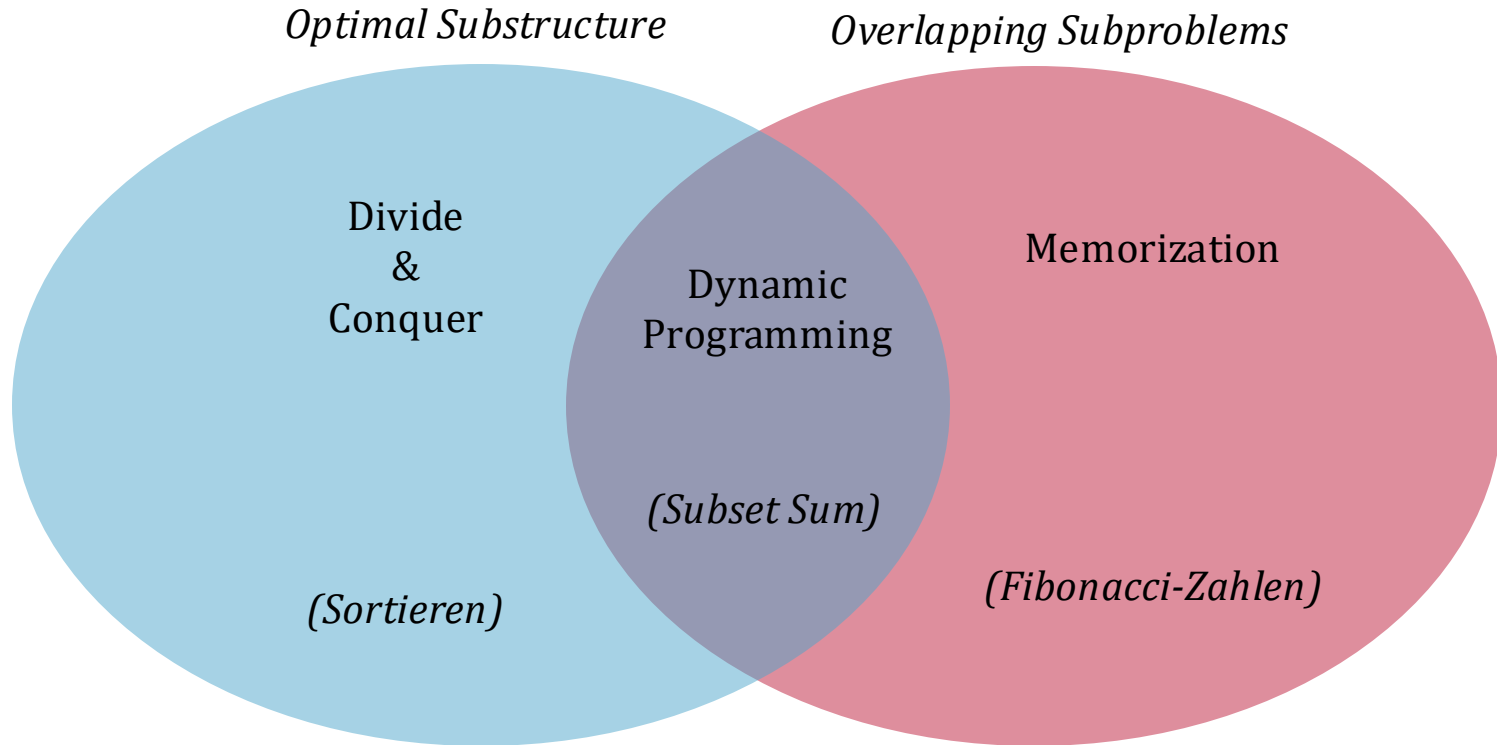 Optimal Substructure
Overlapping Subproblems
Divide
&
Conquer
Dynamic
Programming
Memorization
(Subset Sum)
(Sortieren)
(Fibonacci-Zahlen)